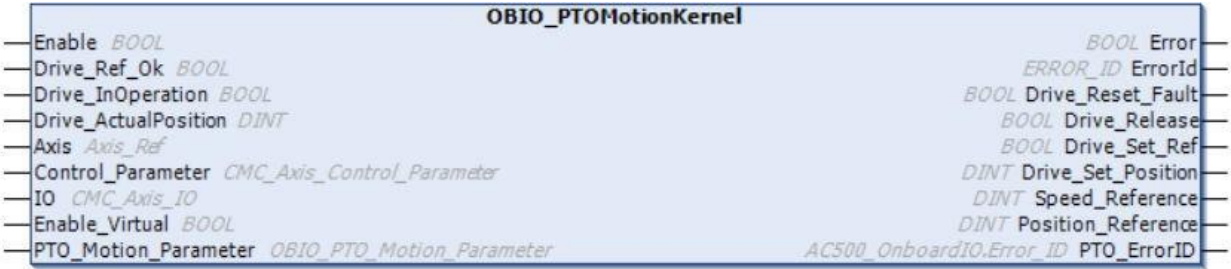 OBIO_PTOMotionKernel
Enable BOOL BOOL Error
Drive_Ref_Ok BOOL ERROR_ID ErrorId
Drive_InOperation BOOL BOOL Drive_Reset_Fault
Drive_ActualPosition DINT BOOL Drive_Release
Axis Axis_Ref BOOL Drive_Set_Ref
Control_Parameter CMC_Axis_Control_Parameter DINT Drive_Set_Position
IO CMC_Axis_IO DINT Speed_Reference
Enable_Virtual BOOL DINT Position_Reference
PTO_Motion_Parameter OBIO_PTO_Motion_Parameter AC500_OnboardIO.Error_ID PTO_ErrorID